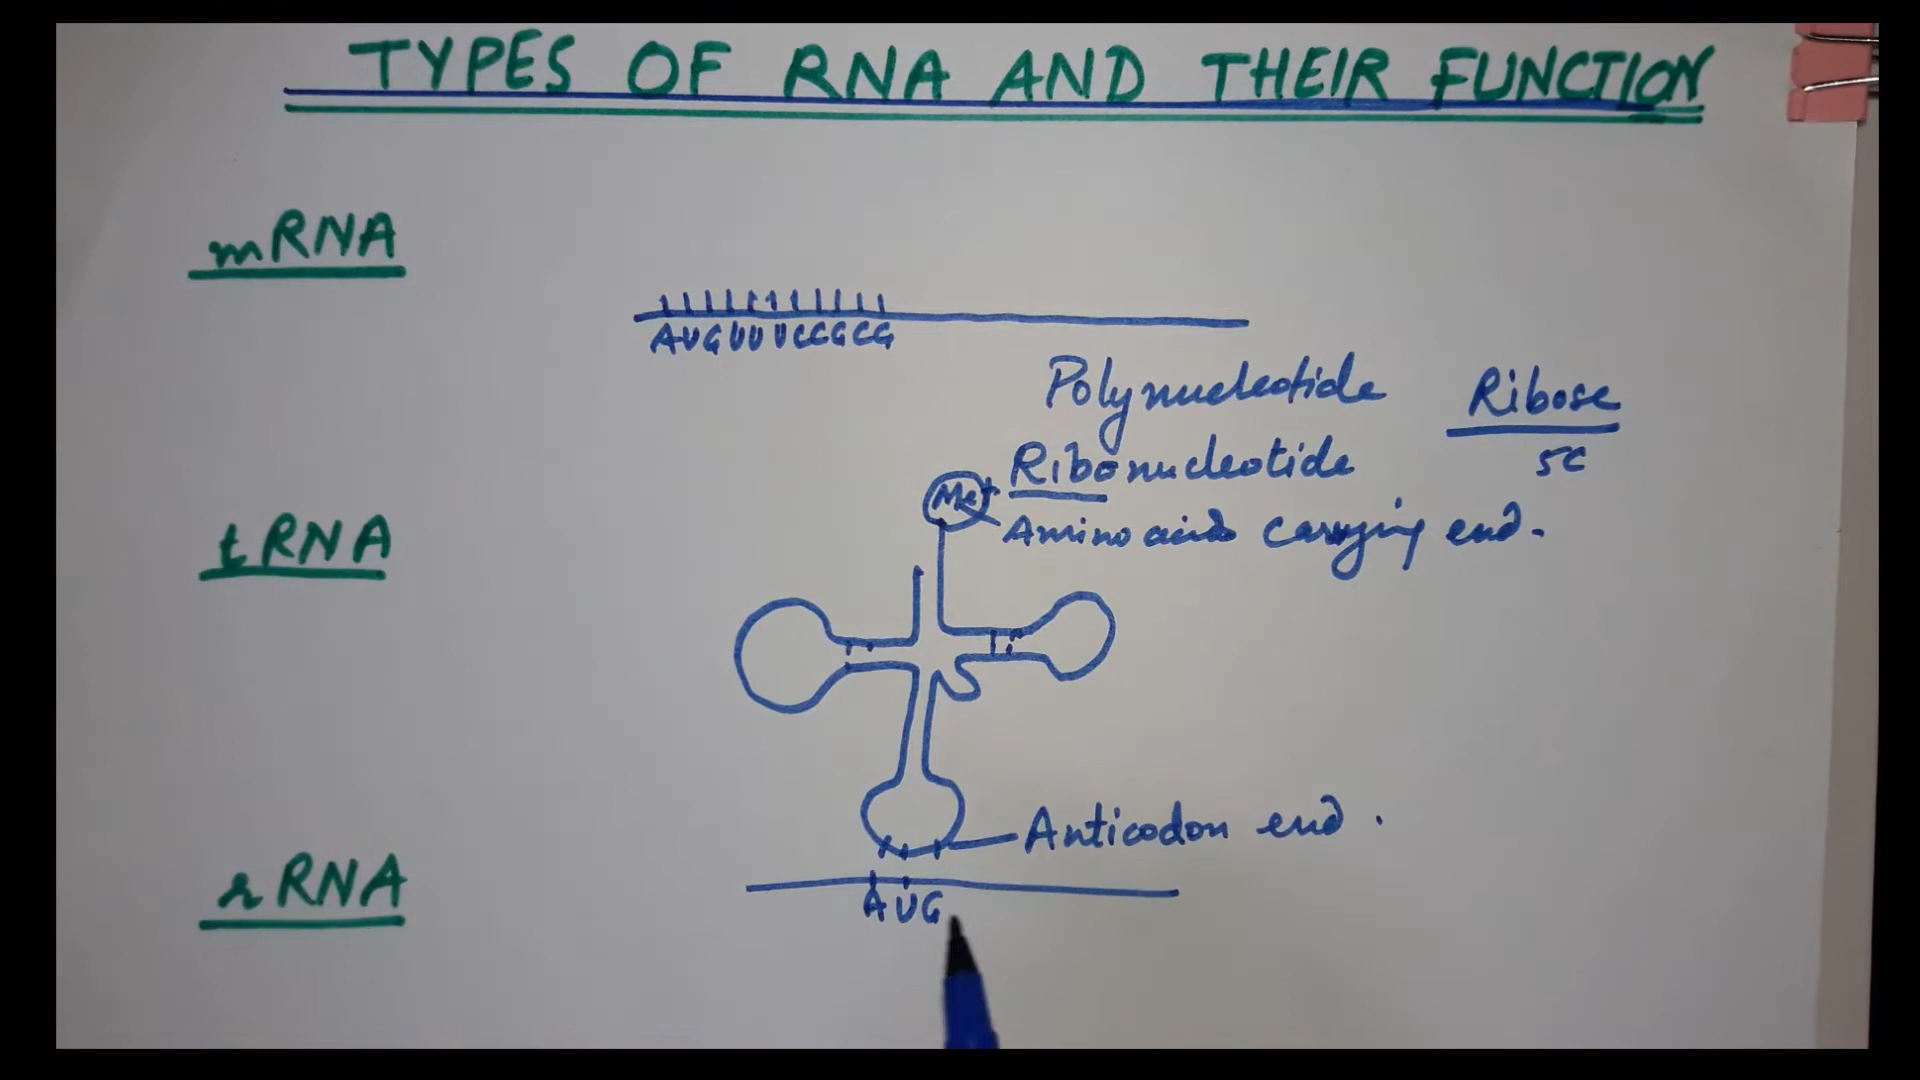 TYPES OF RNA AND THEIR FUNCTION
mRNA
AUGUUUCCGCG
Polynucleotide
Ribose
5C
Ribonucleotide
Met
Amino acid carrying end.
tRNA
Anticodon end.
rRNA
AUG